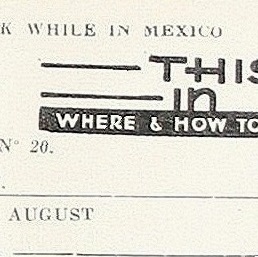 K WHILE IN MEXICO
THIS
in
WHERE & HOW TO
N° 20.
AUGUST